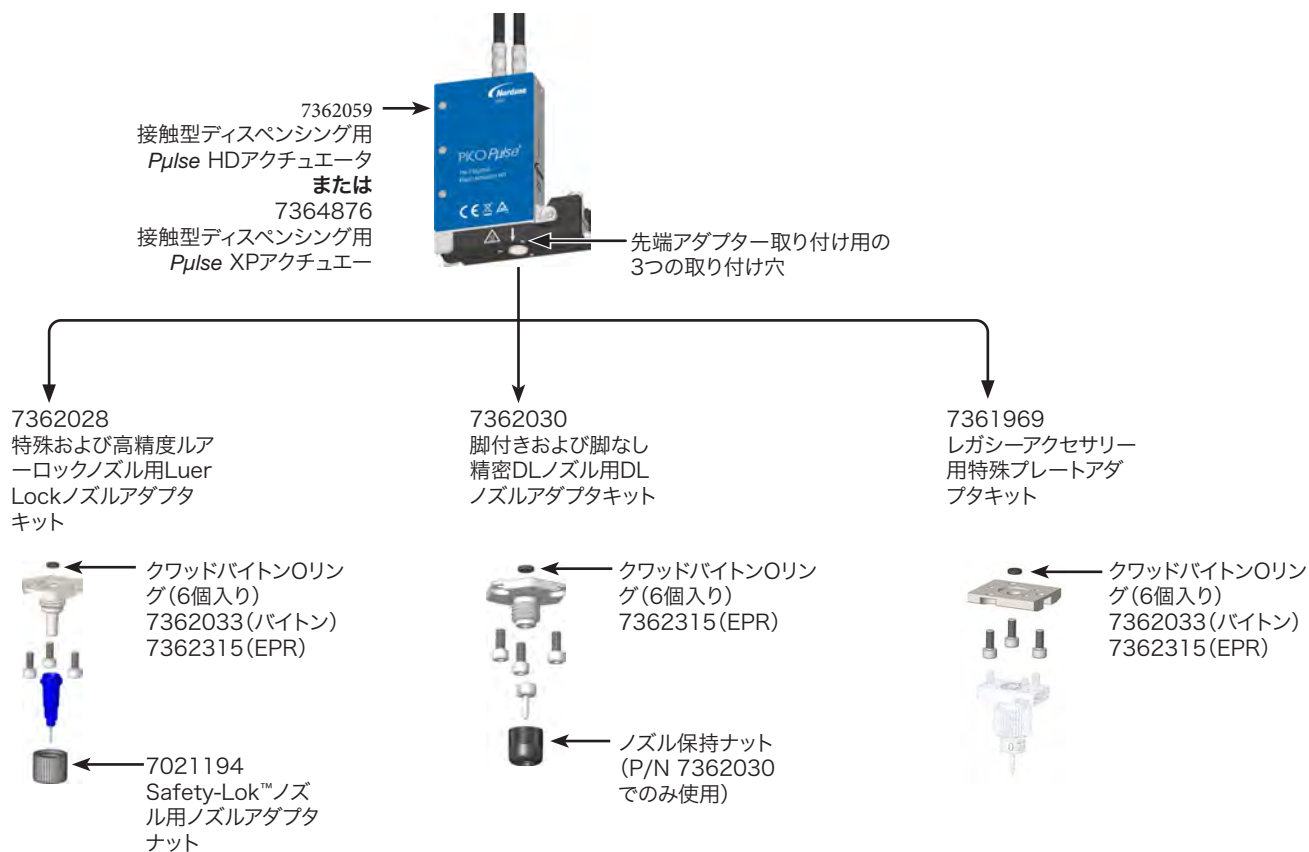 7362059
接触型ディスペンシング用
Pµlse HDアクチュエータ
または
7364876
接触型ディスペンシング用
Pµlse XPアクチュエー
Nordson
PICO Pµlse®
CE
先端アダプター取り付け用の
3つの取り付け穴
7362028
特殊および高精度ルア
ーロックノズル用Luer
Lockノズルアダプタ
キット
クワッドバイトンOリン
グ（6個入り）
7362033（バイトン）
7362315（EPR）
7021194
Safety-Lok™ノズ
ル用ノズルアダプタ
ナット
7362030
脚付きおよび脚なし
精密DLノズル用DL
ノズルアダプタキット
クワッドバイトンOリン
グ（6個入り）
7362315（EPR）
ノズル保持ナット
（P/N 7362030
でのみ使用）
7361969
レガシーアクセサリー
用特殊プレートアダ
プタキット
クワッドバイトンOリン
グ（6個入り）
7362033（バイトン）
7362315（EPR）